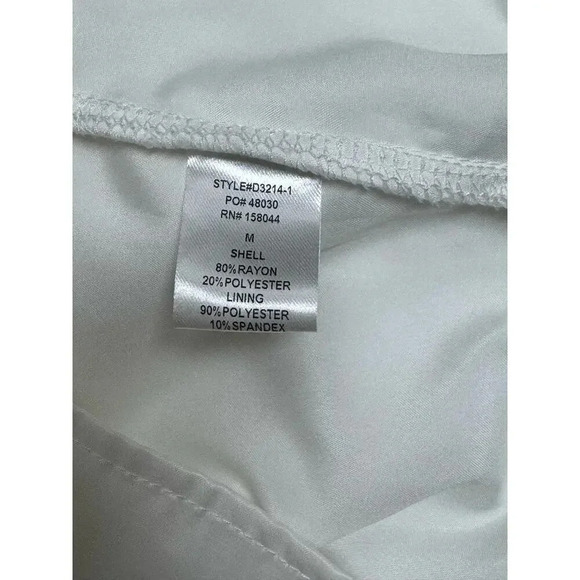 STYLE#D3214-1
PO# 48030
RN# 158044
M
SHELL
80%RAYON
20%POLYESTER
LINING
90%POLYESTER
10%SPANDEX